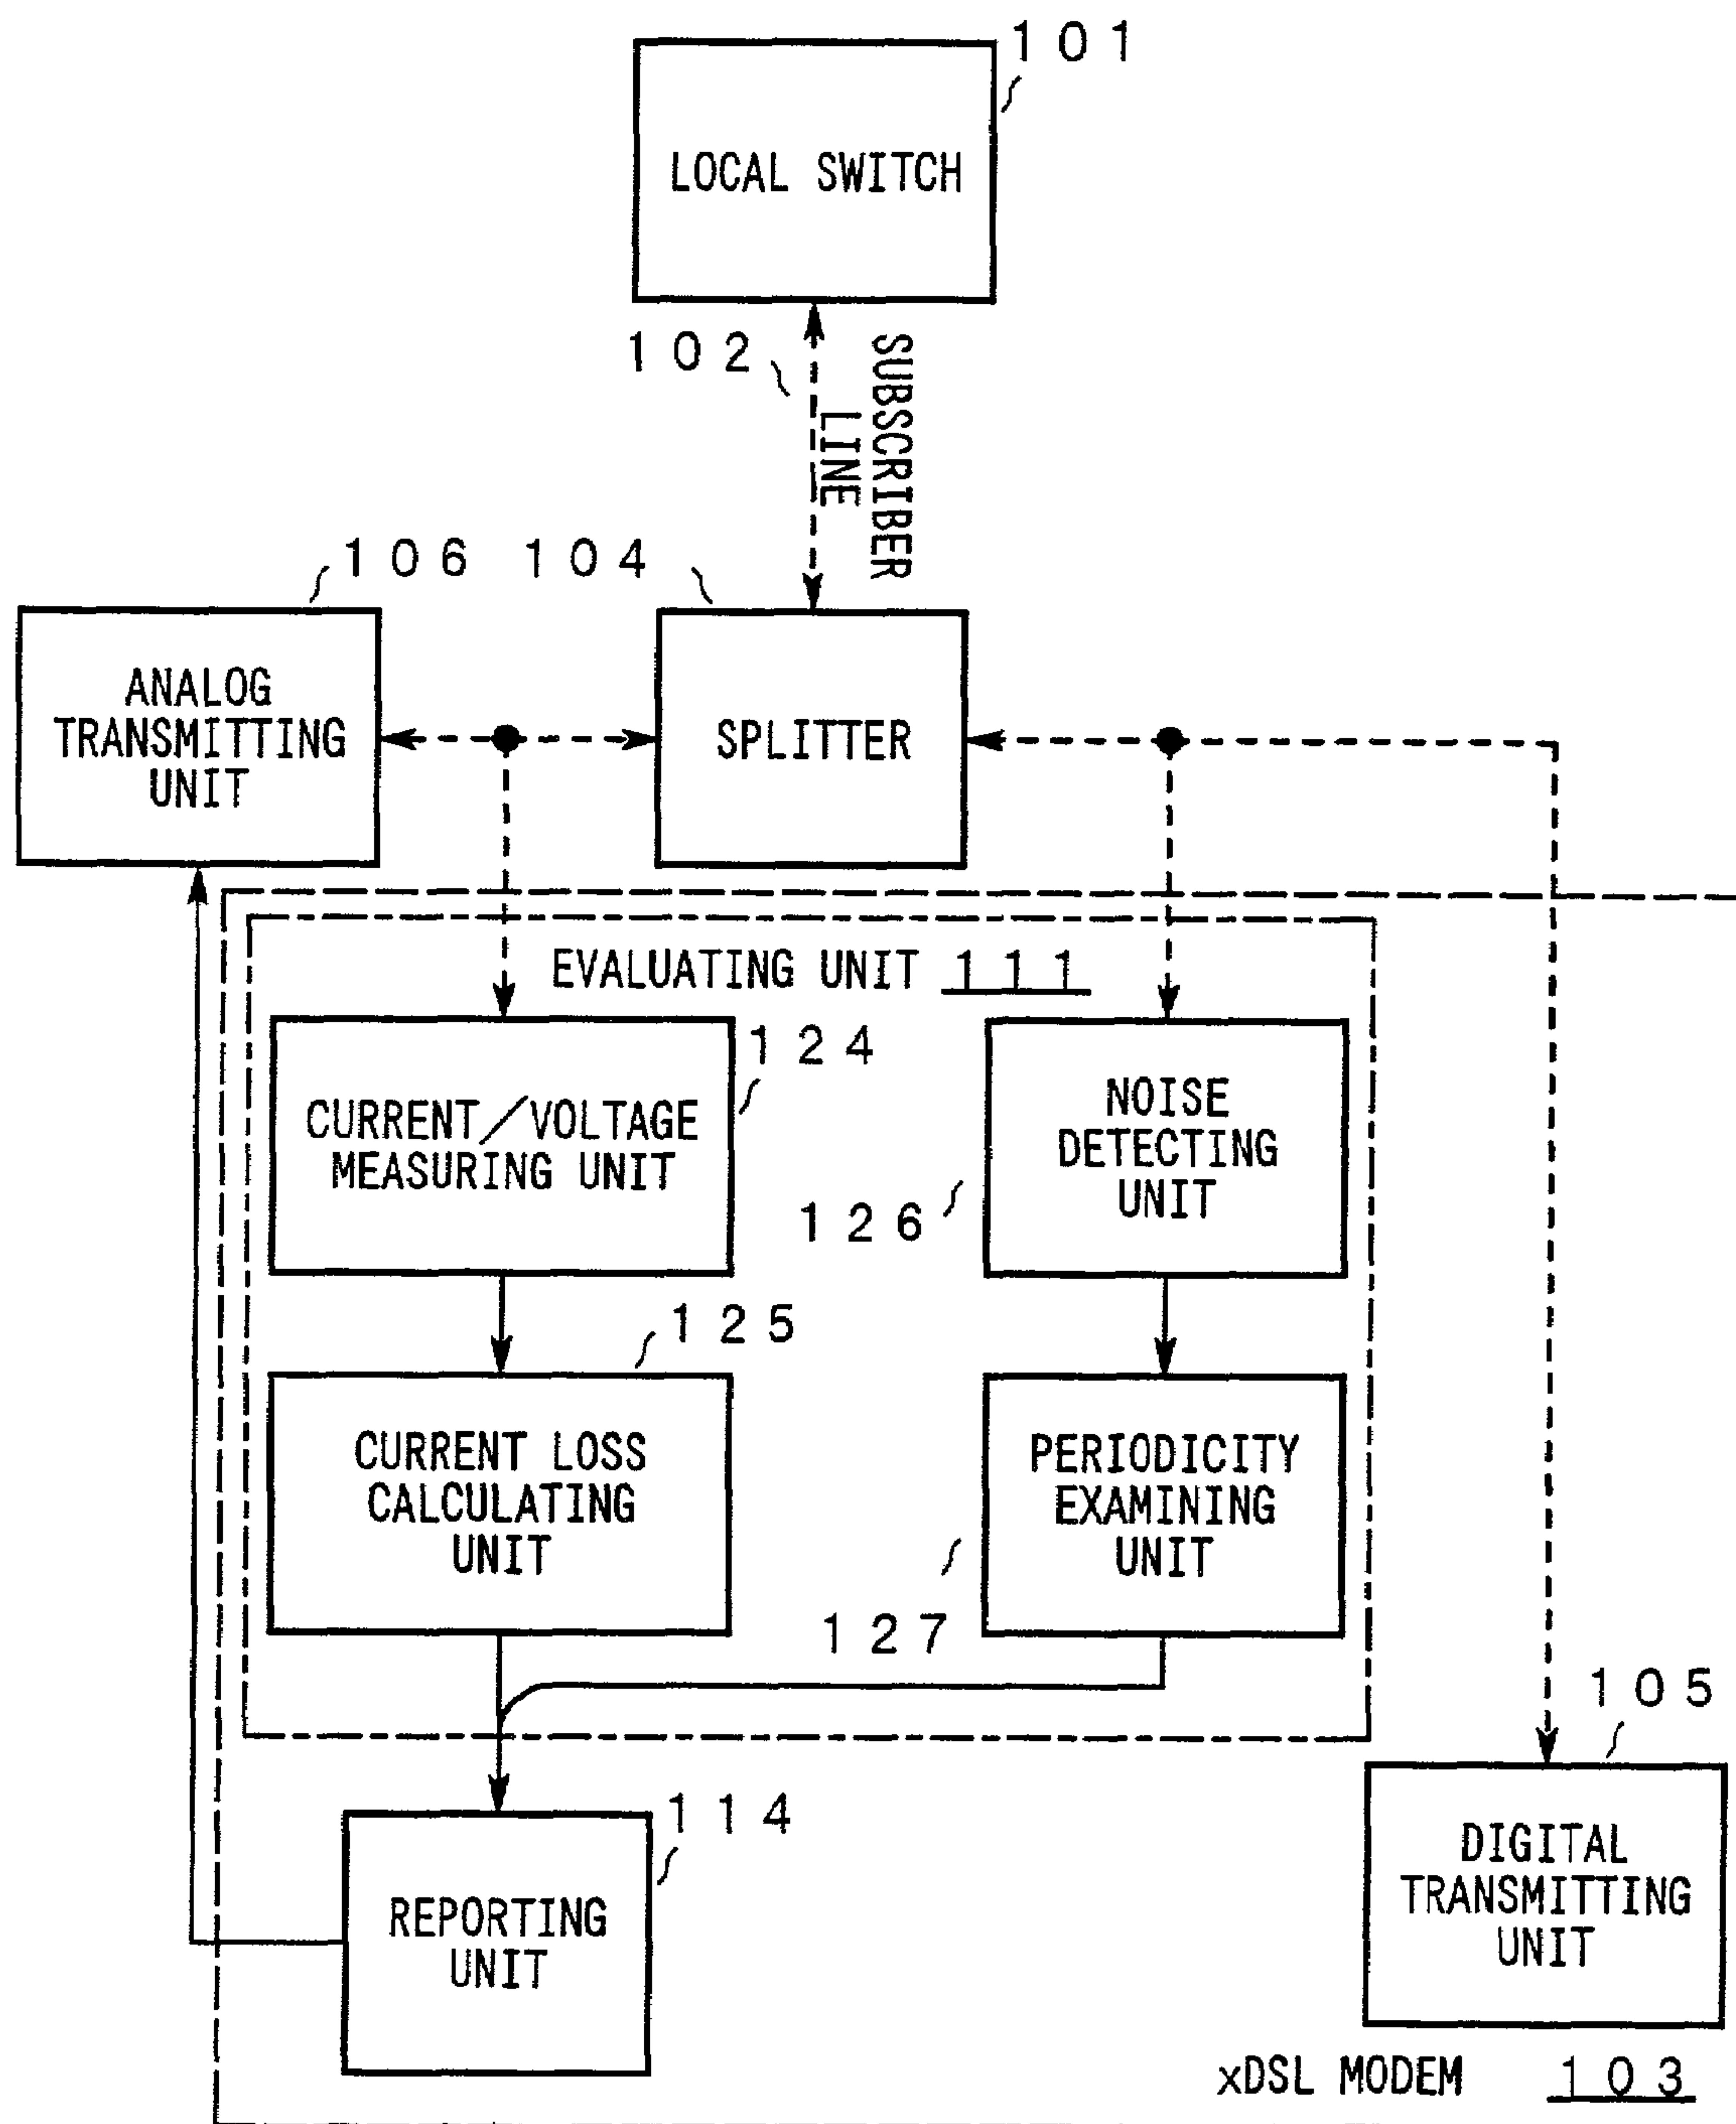 101
LOCAL SWITCH
102
SUBSCRIBER
LINE
106
104
ANALOG
TRANSMITTING
UNIT
SPLITTER
EVALUATING UNIT 111
124
CURRENT/VOLTAGE
MEASURING UNIT
NOISE
DETECTING
UNIT
126
125
CURRENT LOSS
CALCULATING
UNIT
PERIODICITY
EXAMINING
UNIT
127
105
114
REPORTING
UNIT
DIGITAL
TRANSMITTING
UNIT
xDSL MODEM 103